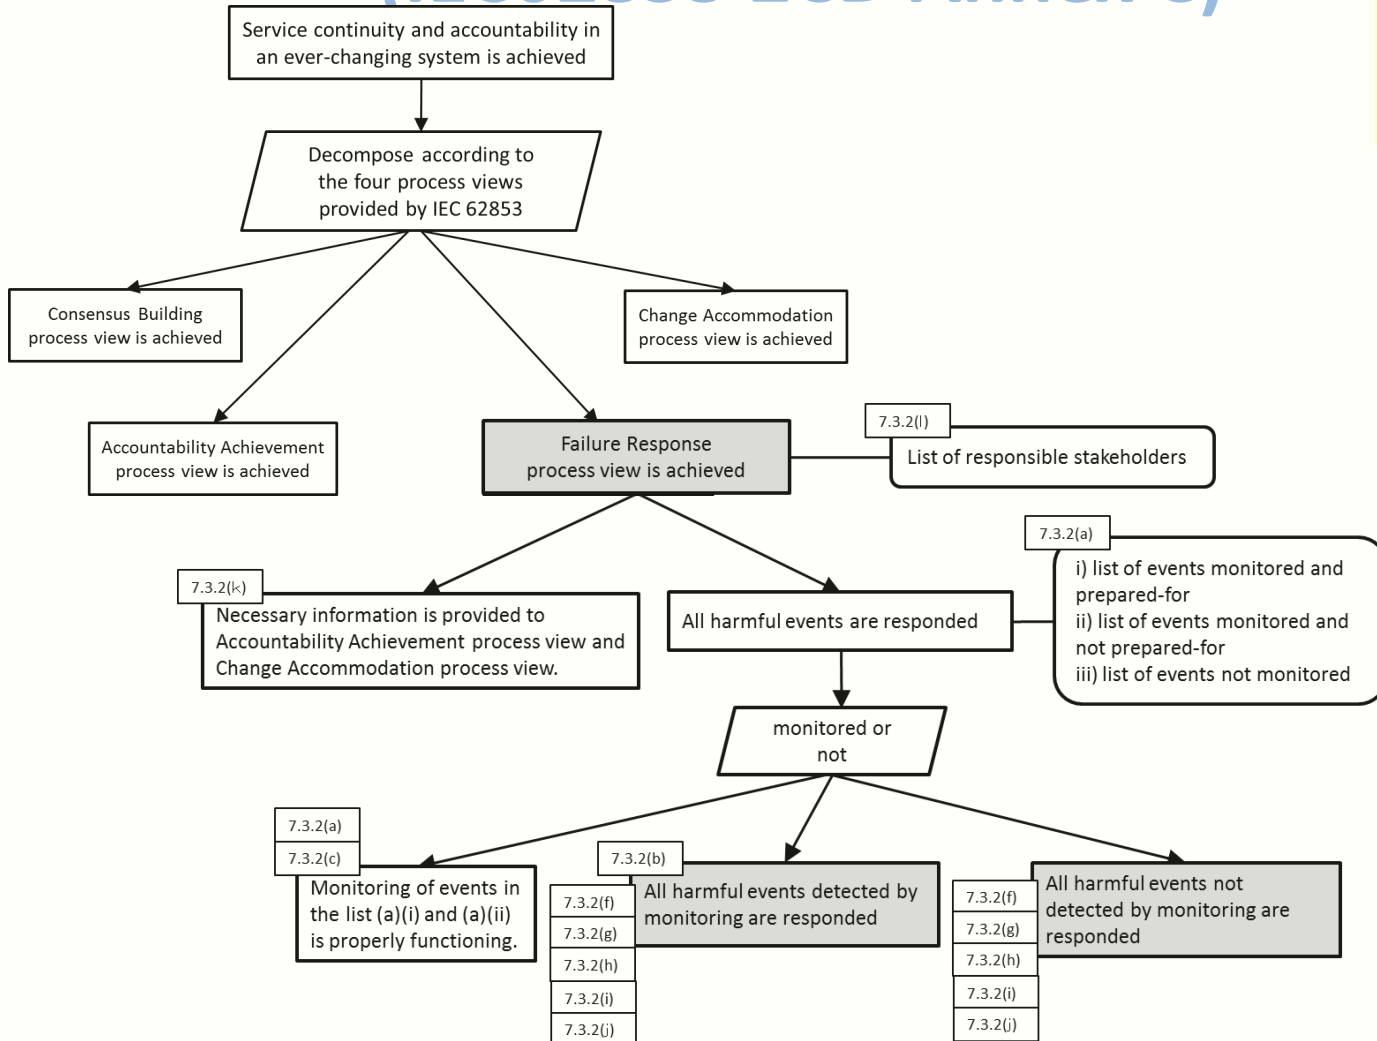 Service continuity and accountability in
an ever-changing system is achieved
Decompose according to
the four process views
provided by IEC 62853
Consensus Building
process view is achieved
Change Accommodation
process view is achieved
Accountability Achievement
process view is achieved
Failure Response
process view is achieved
7.3.2(l)
List of responsible stakeholders
7.3.2(k)
Necessary information is provided to
Accountability Achievement process view and
Change Accommodation process view.
All harmful events are responded
7.3.2(a)
i) list of events monitored and
prepared-for
ii) list of events monitored and
not prepared-for
iii) list of events not monitored
monitored or
not
7.3.2(a)
7.3.2(c)
Monitoring of events in
the list (a)(i) and (a)(ii)
is properly functioning.
7.3.2(b)
All harmful events detected by
monitoring are responded
7.3.2(f)
7.3.2(g)
7.3.2(h)
7.3.2(i)
7.3.2(j)
All harmful events not
detected by monitoring are
responded
7.3.2(f)
7.3.2(g)
7.3.2(h)
7.3.2(i)
7.3.2(j)